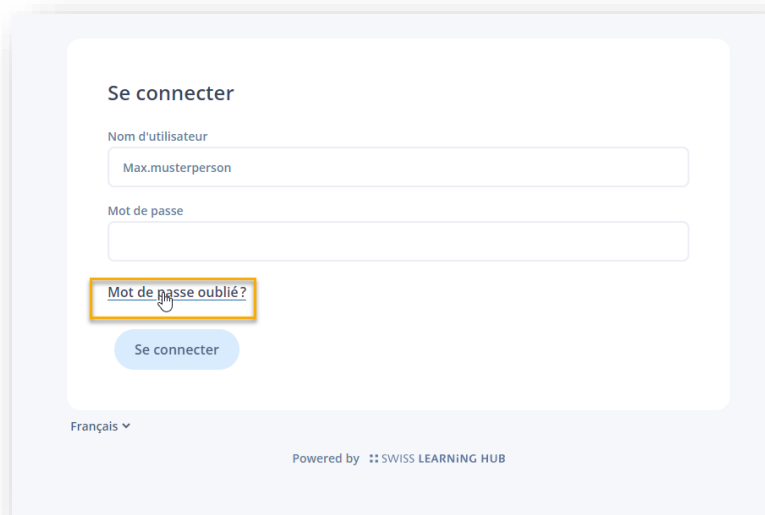 Se connecter
Nom d'utilisateur
Max.musterperson
Mot de passe
Mot de passe oublié ?
Se connecter
Français
Powered by SWISS LEARNiNG HUB